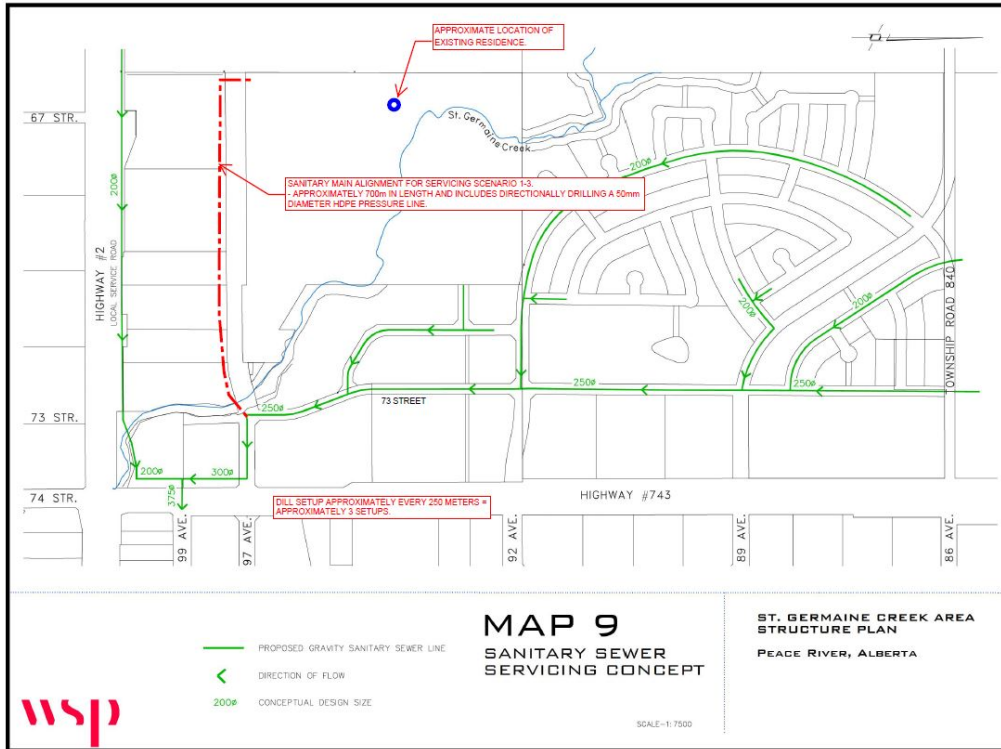 APPROXIMATE LOCATION OF
EXISTING RESIDENCE.
67 STR.
St. Germaine Creek
200ø
200ø
SANITARY MAIN ALIGNMENT FOR SERVICING SCENARIO 1-3.
- APPROXIMATELY 700m IN LENGTH AND INCLUDES DIRECTIONALLY DRILLING A 50mm
DIAMETER HDPE PRESSURE LINE.
HIGHWAY #2
LOCAL SERVICE ROAD
200ø
200ø
TOWNSHIP ROAD 840
250ø
250ø
250ø
73 STREET
73 STR.
200ø
300ø
375ø
74 STR.
DILL SETUP APPROXIMATELY EVERY 250 METERS =
APPROXIMATELY 3 SETUPS.
HIGHWAY #743
99 AVE.
97 AVE.
92 AVE.
89 AVE.
86 AVE.
PROPOSED GRAVITY SANITARY SEWER LINE
DIRECTION OF FLOW
200ø CONCEPTUAL DESIGN SIZE
MAP 9
SANITARY SEWER
SERVICING CONCEPT
SCALE-1: 7500
ST. GERMAINE CREEK AREA
STRUCTURE PLAN
PEACE RIVER, ALBERTA
wsp